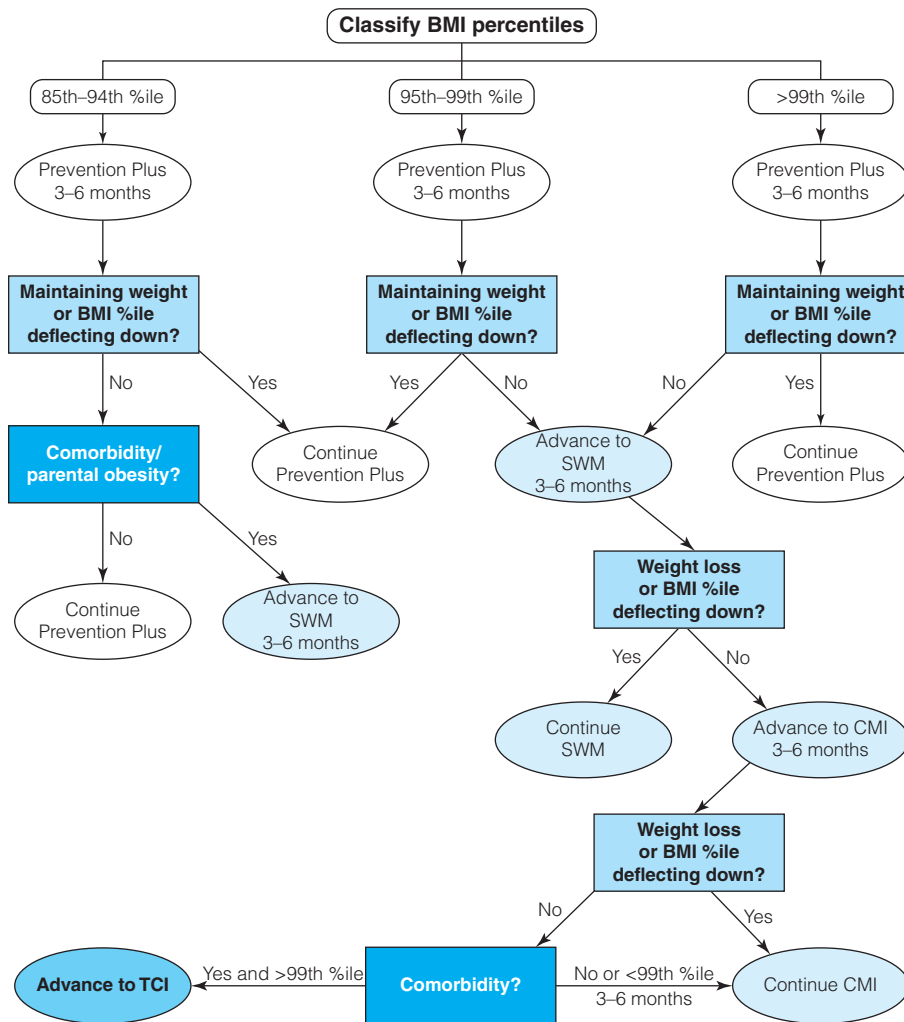 Classify BMI percentiles
85th–94th %ile
95th–99th %ile
>99th %ile
Prevention Plus
3–6 months
Prevention Plus
3–6 months
Prevention Plus
3–6 months
Maintaining weight
or BMI %ile
deflecting down?
Maintaining weight
or BMI %ile
deflecting down?
Maintaining weight
or BMI %ile
deflecting down?
No
Yes
Yes
No
No
Yes
Comorbidity/
parental obesity?
Continue
Prevention Plus
Advance to
SWM
3–6 months
Continue
Prevention Plus
No
Yes
Continue
Prevention Plus
Advance to
SWM
3–6 months
Weight loss
or BMI %ile
deflecting down?
Yes
No
Continue
SWM
Advance to CMI
3–6 months
Weight loss
or BMI %ile
deflecting down?
No
Yes
Advance to TCI
Yes and >99th %ile
Comorbidity?
No or <99th %ile
3–6 months
Continue CMI